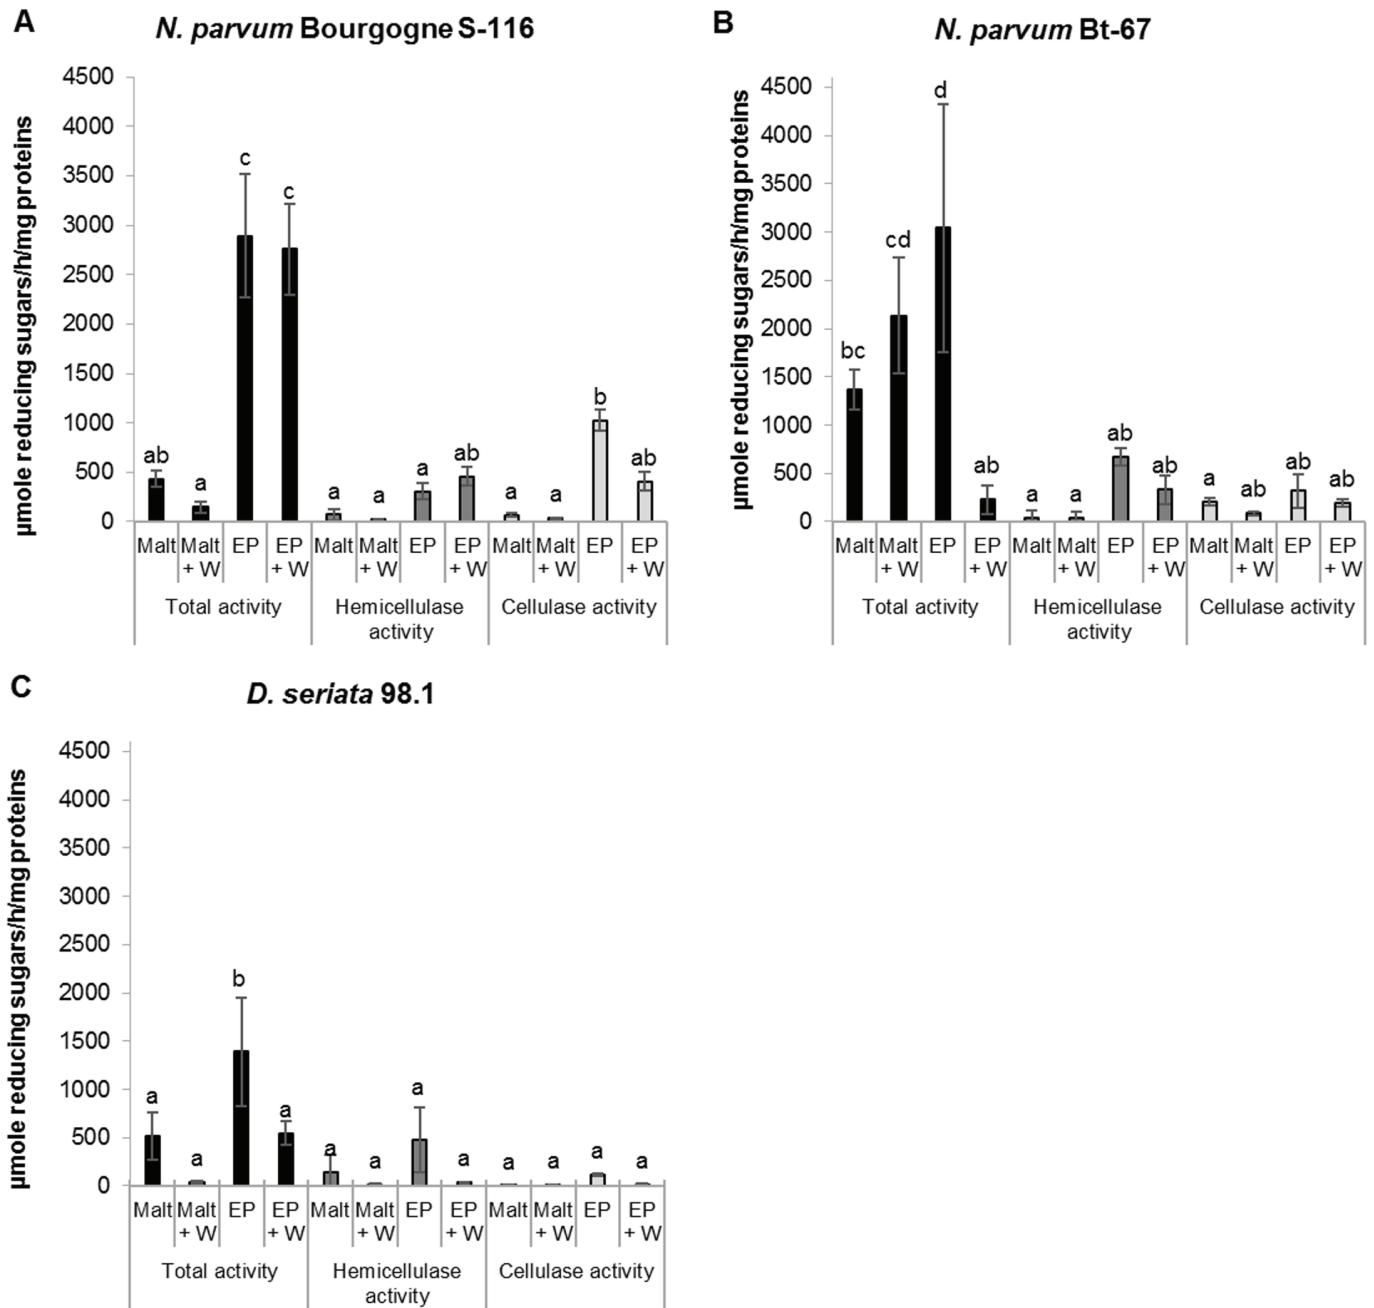 A
N. parvum Bourgogne S-116
µmole reducing sugars/h/mg proteins
4500
4000
3500
3000
2500
2000
1500
1000
500
0
ab
a
c
c
a
a
a
ab
a
a
b
ab
Malt Malt + W EP EP + W Malt Malt + W EP EP + W Malt Malt + W EP EP + W
Total activity
Hemicellulase activity
Cellulase activity
B
N. parvum Bt-67
µmole reducing sugars/h/mg proteins
4500
4000
3500
3000
2500
2000
1500
1000
500
0
bc
cd
d
ab
a
a
ab
ab
a
ab
ab
ab
Malt Malt + W EP EP + W Malt Malt + W EP EP + W Malt Malt + W EP EP + W
Total activity
Hemicellulase activity
Cellulase activity
C
D. seriata 98.1
µmole reducing sugars/h/mg proteins
4500
4000
3500
3000
2500
2000
1500
1000
500
0
a
a
b
a
a
a
a
a
a
a
a
a
Malt Malt + W EP EP + W Malt Malt + W EP EP + W Malt Malt + W EP EP + W
Total activity
Hemicellulase activity
Cellulase activity